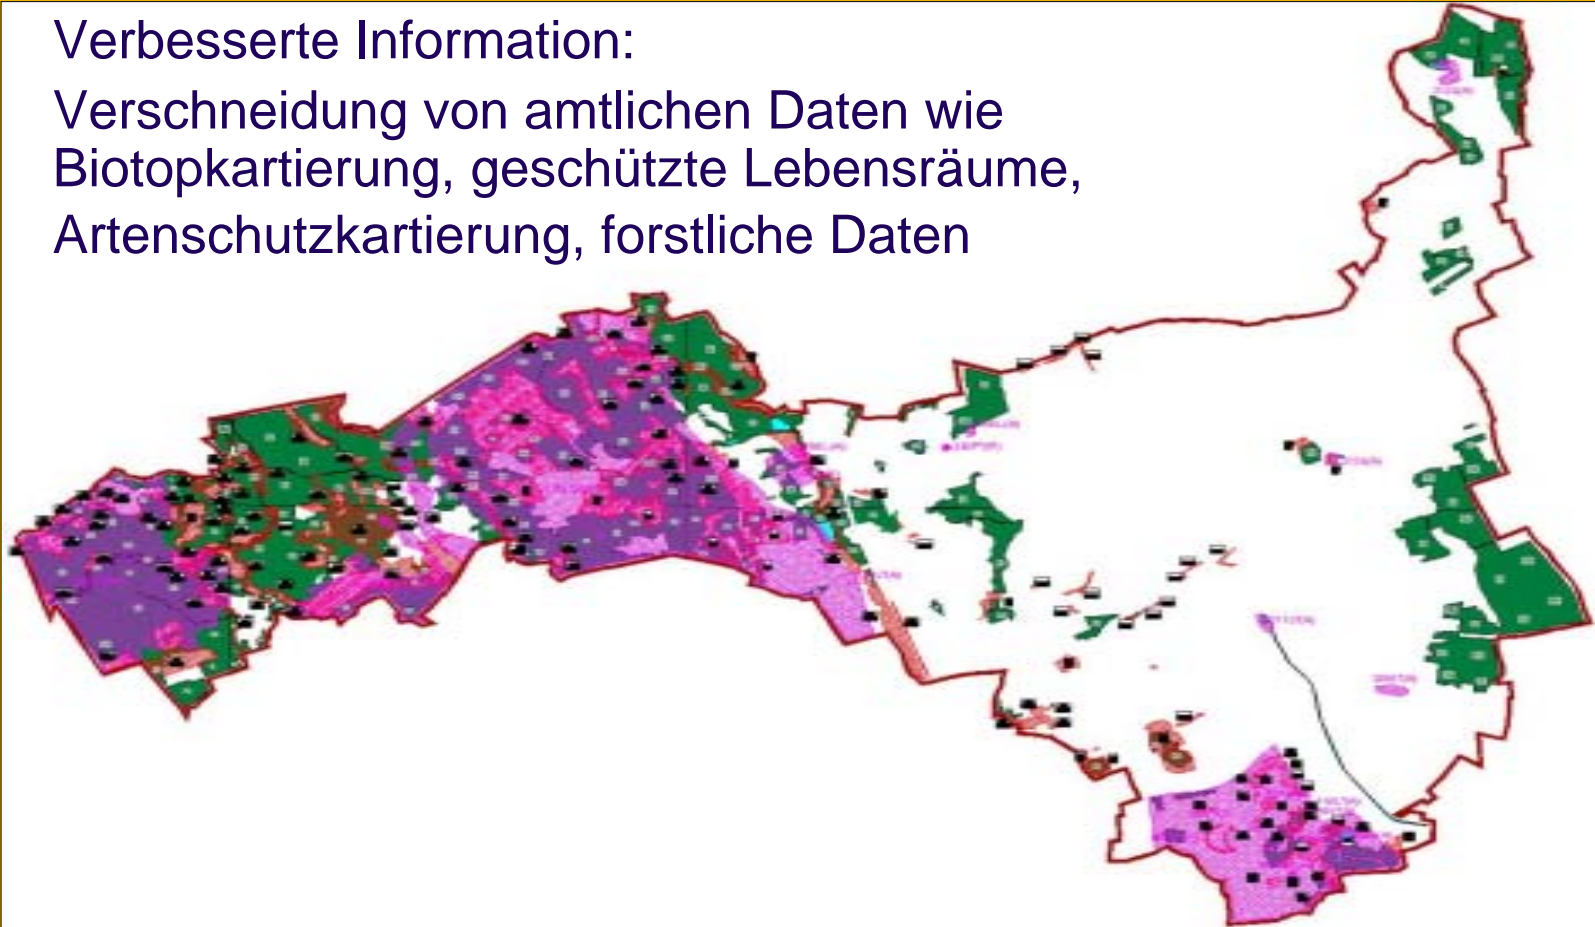 Verbesserte Information:
Verschneidung von amtlichen Daten wie
Biotopkartierung, geschützte Lebensräume,
Artenschutzkartierung, forstliche Daten